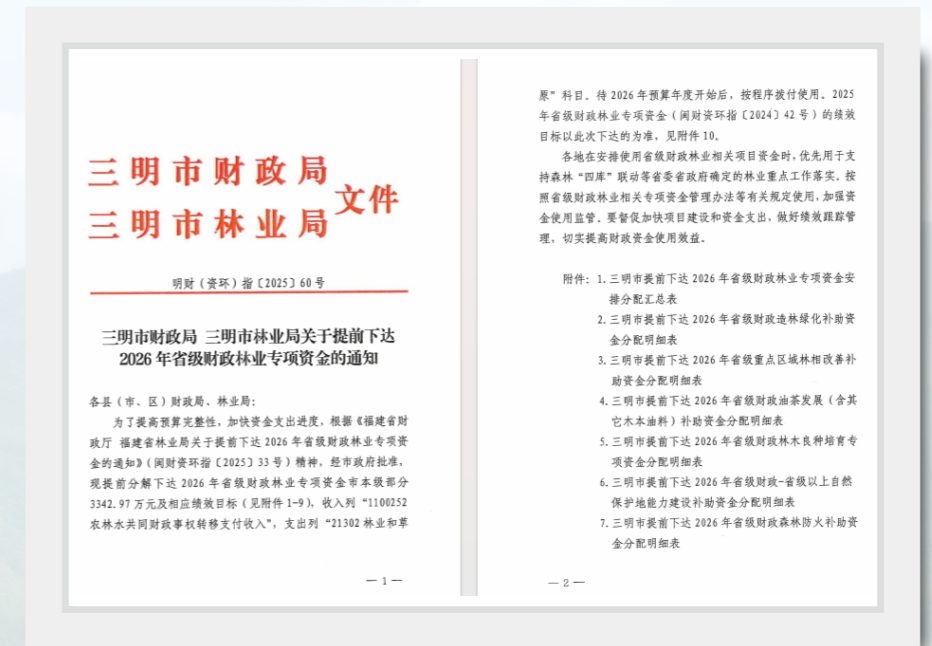 三明市财政局
三明市林业局
文件
明财（资环）指〔2025〕60号
三明市财政局 三明市林业局关于提前下达
2026年省级财政林业专项资金的通知
各县（市、区）财政局、林业局：
为了提高预算完整性，加快资金支出进度，根据《福建省财
政厅 福建省林业局关于提前下达2026年省级财政林业专项资
金的通知》（闽财资环指〔2025〕33号）精神，经市政府批准，
现提前分解下达2026年省级财政林业专项资金市本级部分
3342.97万元及相应绩效目标（见附件1-9），收入列“1100252
农林水共同财政事权转移支付收入”，支出列“21302林业和草
— 1 —
原”科目。待2026年预算年度开始后，按程序拨付使用。2025
年省级财政林业专项资金（闽财资环指〔2024〕42号）的绩效
目标以此次下达的为准，见附件10。
各地在安排使用省级财政林业相关项目资金时，优先用于支
持森林“四库”联动等省委省政府确定的林业重点工作落实。按
照省级财政林业相关专项资金管理办法等有关规定使用，加强资
金使用监管。要督促加快项目建设和资金支出，做好绩效跟踪管
理，切实提高财政资金使用效益。
附件：1.三明市提前下达2026年省级财政林业专项资金安
排分配汇总表
2.三明市提前下达2026年省级财政造林绿化补助资
金分配明细表
3.三明市提前下达2026年省级重点区域林相改善补
助资金分配明细表
4.三明市提前下达2026年省级财政油茶发展（含其
它木本油料）补助资金分配明细表
5.三明市提前下达2026年省级财政林木良种培育专
项资金分配明细表
6.三明市提前下达2026年省级财政-省级以上自然
保护地能力建设补助资金分配明细表
7.三明市提前下达2026年省级财政森林防火补助资
金分配明细表
— 2 —